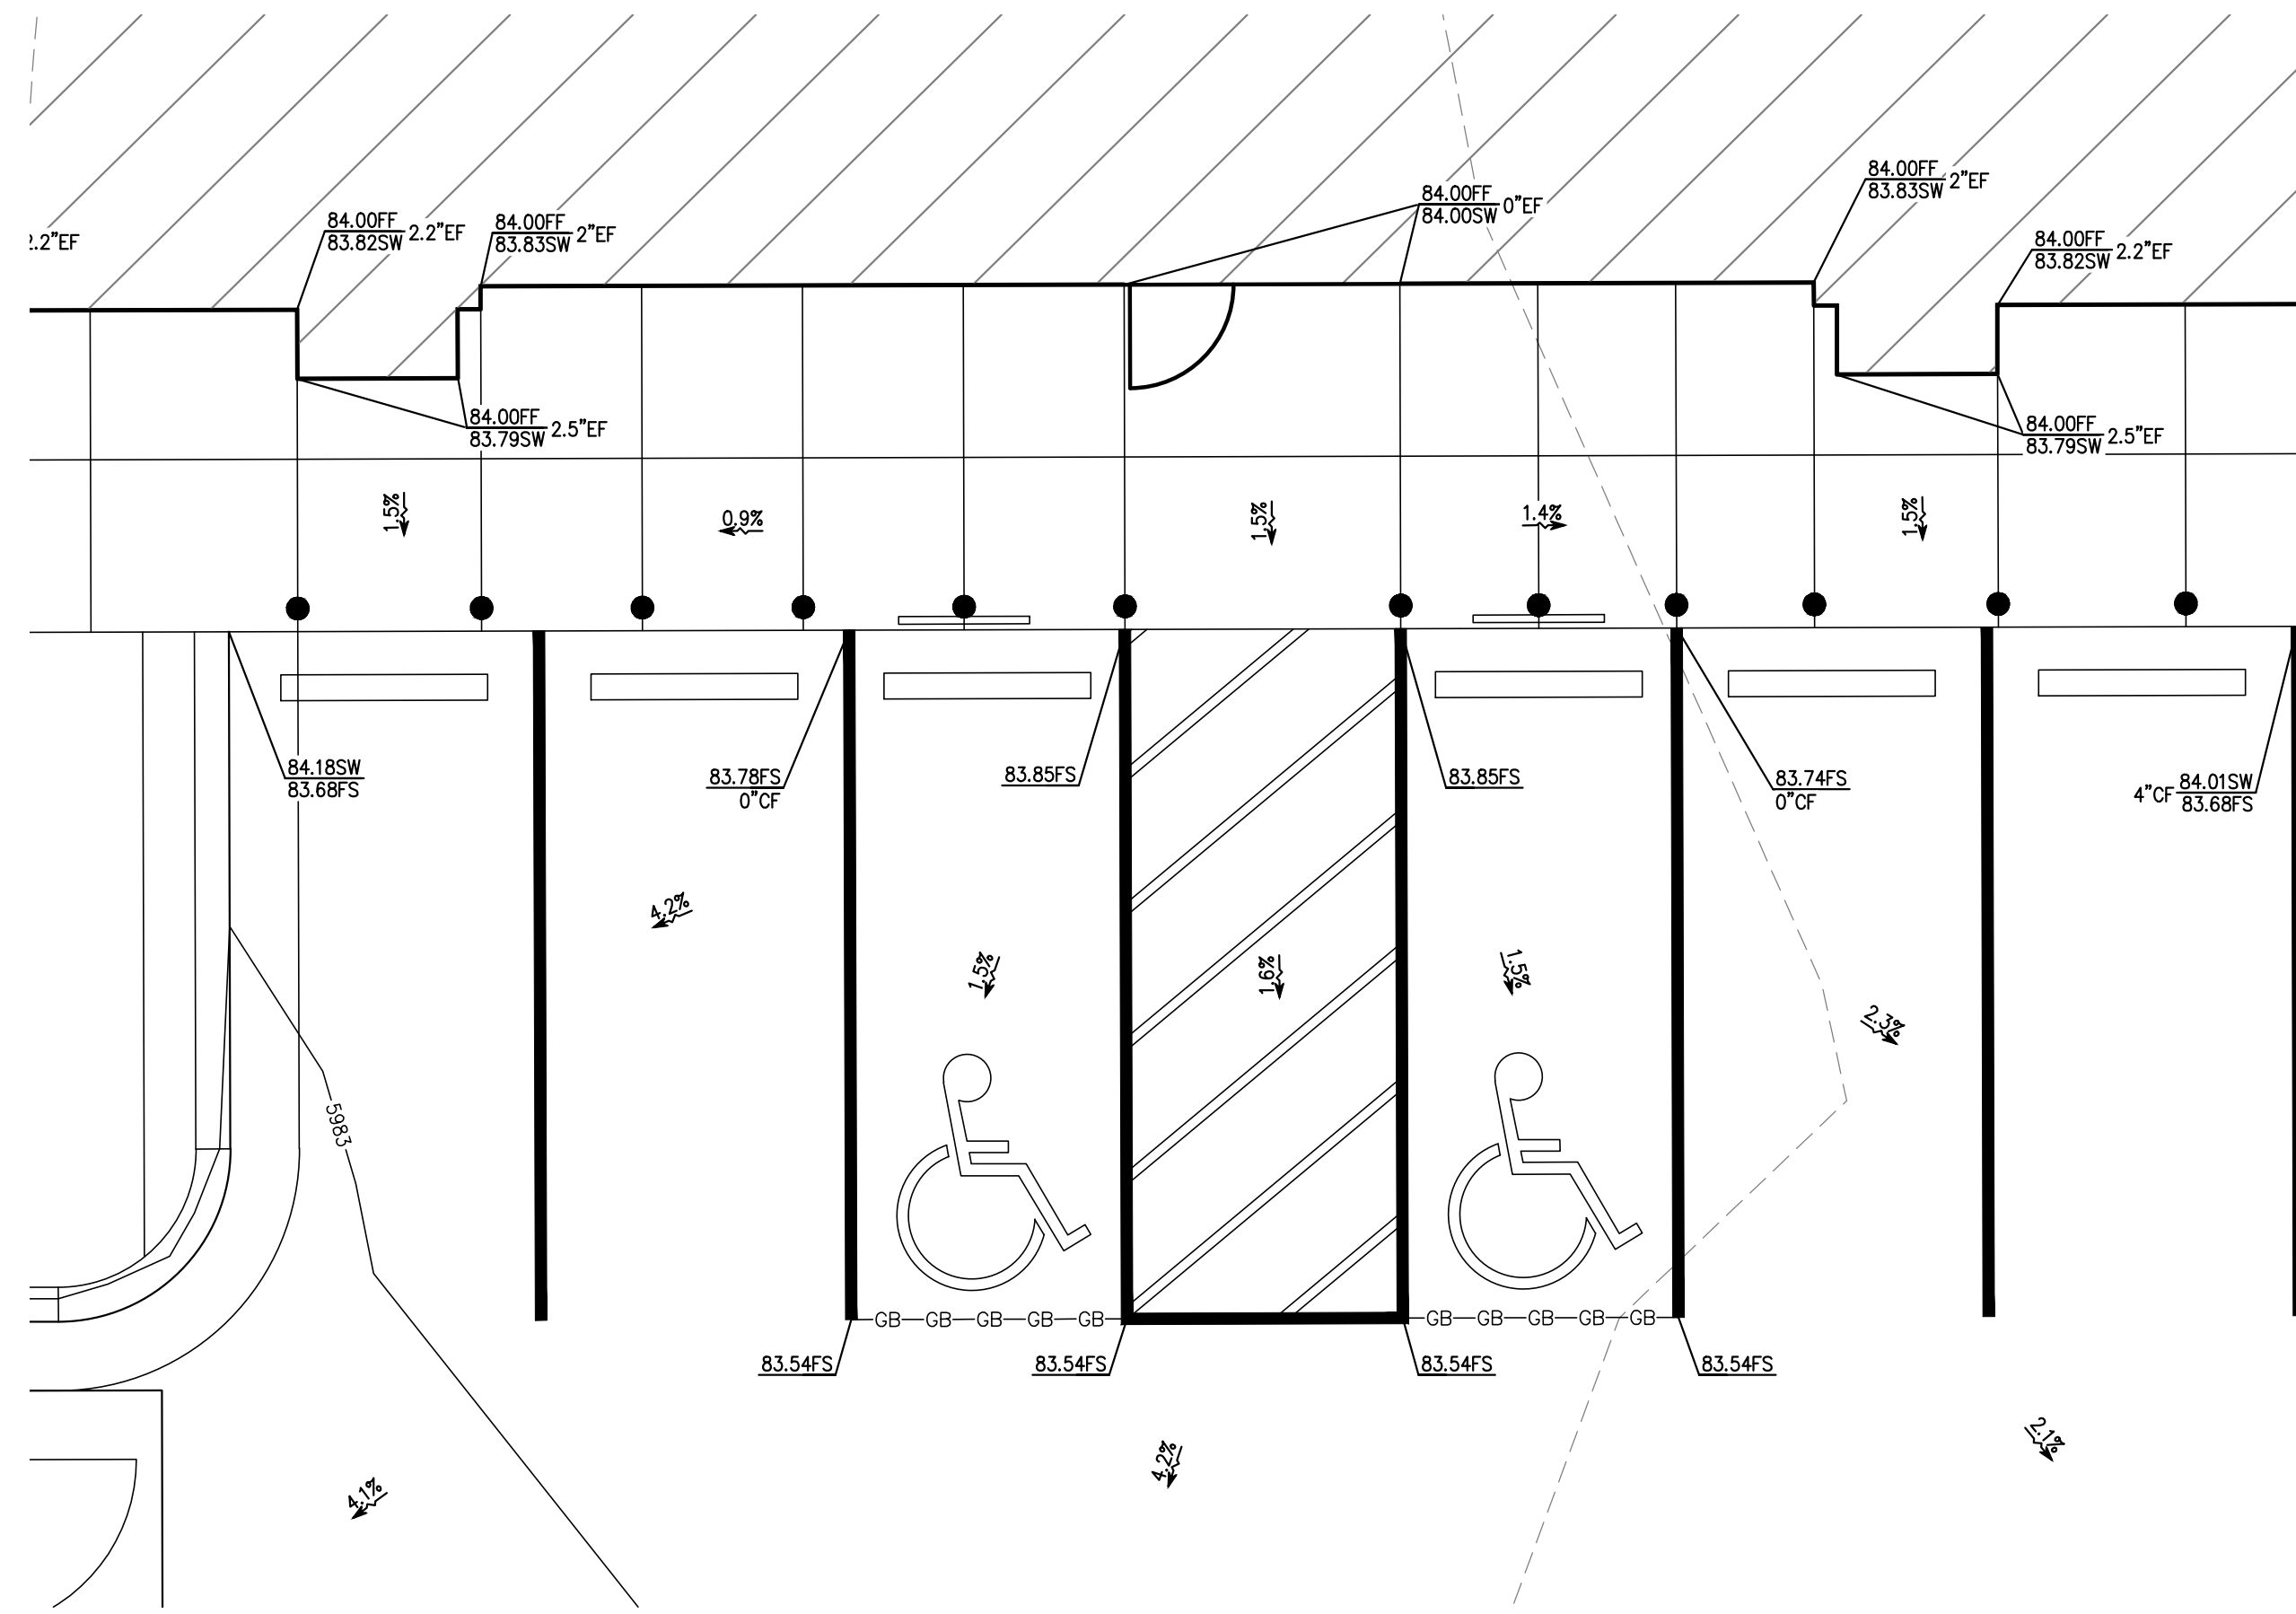 84.00FF
83.83SW 2"EF
84.00FF
83.82SW 2.2"EF
84.00FF
83.83SW 2"EF
84.00FF
84.00SW 0"EF
84.00FF
83.82SW 2.2"EF
.2"EF
84.00FF
83.79SW 2.5"EF
84.00FF
83.79SW 2.5"EF
1.5%
0.9%
1.5%
1.4%
1.5%
84.18SW
83.68FS
83.78FS
0"CF
83.85FS
83.85FS
83.74FS
0"CF
4"CF 84.01SW
83.68FS
4.2%
1.5%
1.6%
1.5%
2.3%
5983
GB GB GB GB GB
GB GB GB GB GB
83.54FS
83.54FS
83.54FS
83.54FS
4.1%
4.2%
2.1%